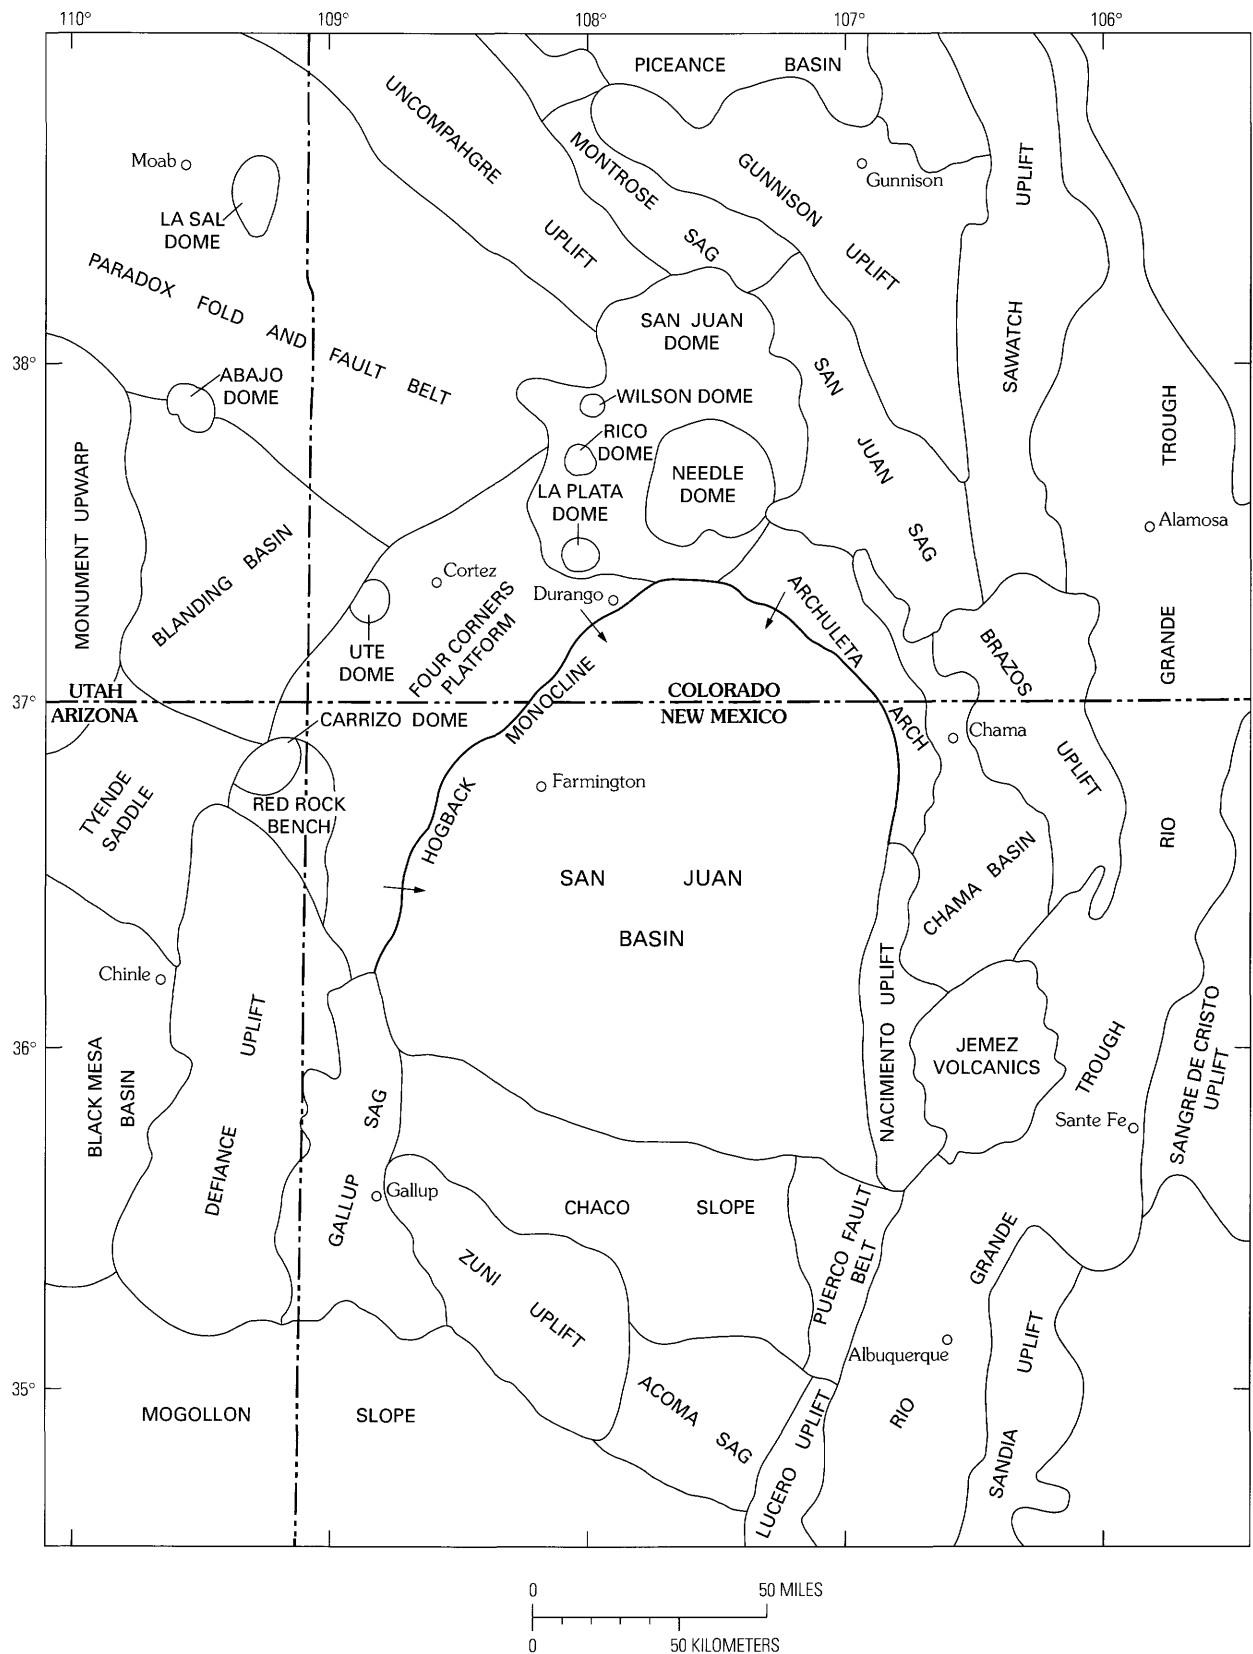 110° 109° 108° 107° 106°
PICEANCE BASIN
UNCOMPAHGRE UPLIFT
MONTROSE SAG
GUNNISON UPLIFT
Gunnison
Moab
LA SAL
DOME
PARADOX FOLD AND FAULT BELT
UPLIFT
SAWATCH
SAN JUAN
DOME
38°
ABAJO
DOME
WILSON DOME
RICO
DOME
NEEDLE
DOME
LA PLATA
DOME
SAN JUAN SAG
TROUGH
Alamosa
MONUMENT UPWARP
BLANDING BASIN
Cortez
Durango
UTE
DOME
FOUR CORNERS
PLATFORM
ARCHULETA ARCH
BRAZOS UPLIFT
GRANDE
RIO
37°
UTAH
ARIZONA
COLORADO
NEW MEXICO
CARRIZO DOME
HOGBACK MONOCLINE
Chama
Farmington
TYENDE
SADDLE
RED ROCK
BENCH
CHAMA BASIN
SAN JUAN
BASIN
Chinle
36°
BLACK MESA
BASIN
DEFIANCE UPLIFT
NACIMIENTO UPLIFT
JEMEZ
VOLCANICS
TROUGH
SANGRE DE CRISTO
UPLIFT
Sante Fe
GALLUP SAG
Gallup
CHACO SLOPE
ZUNI UPLIFT
PUERCO FAULT
BELT
GRANDE
RIO
Albuquerque
35°
MOGOLLON SLOPE
ACOMA SAG
LUCERO UPLIFT
SANDIA UPLIFT
0 50 MILES
0 50 KILOMETERS